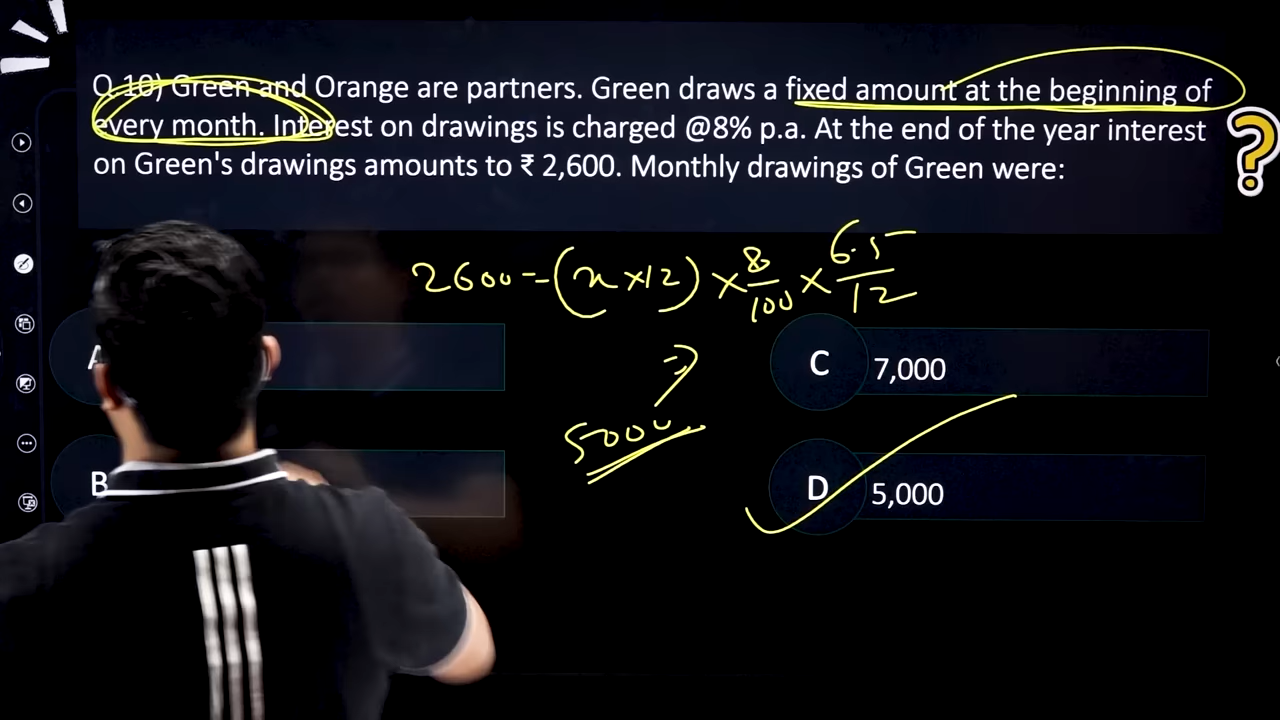 Q.10) Green and Orange are partners. Green draws a fixed amount at the beginning of
every month. Interest on drawings is charged @8% p.a. At the end of the year interest
on Green's drawings amounts to ₹ 2,600. Monthly drawings of Green were:
2600 = (x × 12) × 8/100 × 6.5/12
A
C 7,000
5000
B
D 5,000